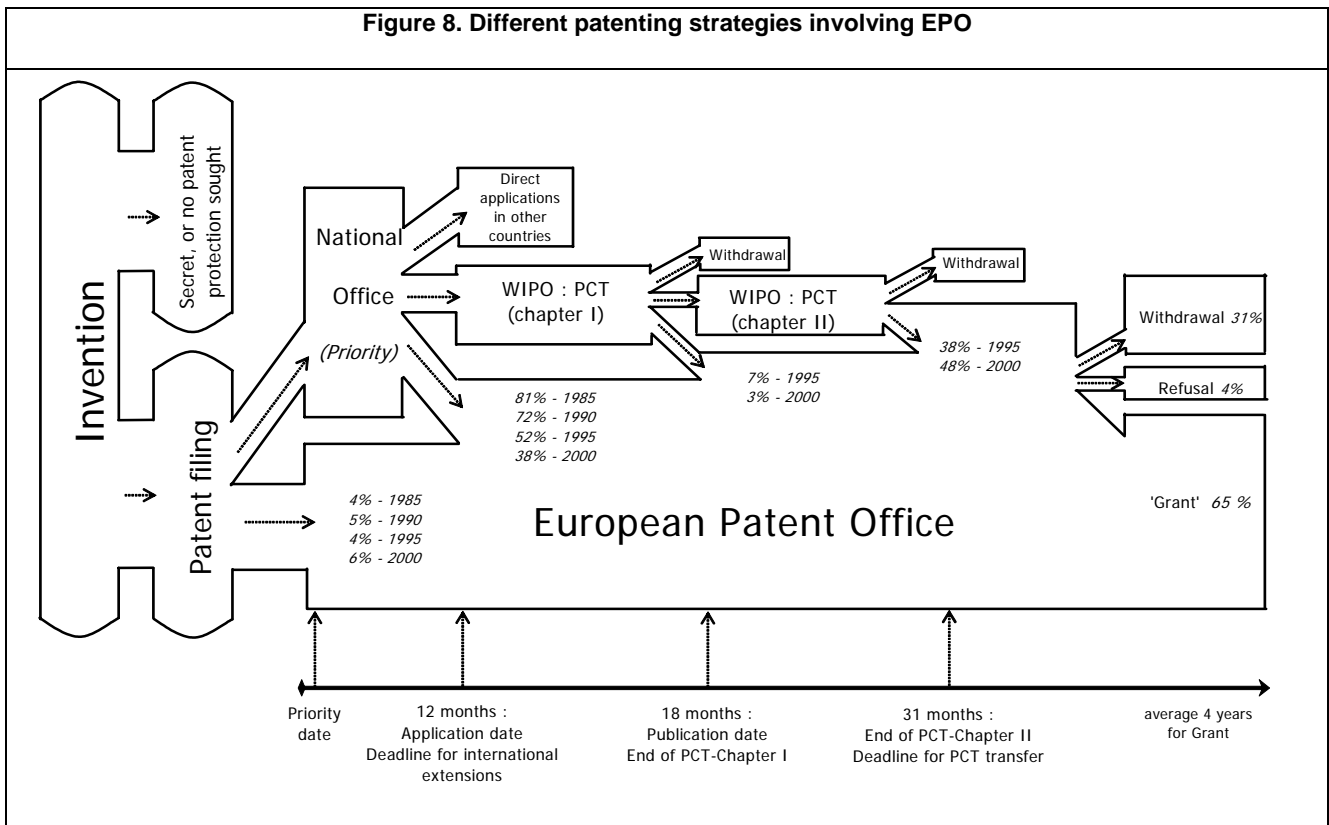 Figure 8. Different patenting strategies involving EPO
Invention
Secret, or no patent
protection sought
Patent filing
National
Office
(Priority)
Direct
applications
in other
countries
WIPO : PCT
(chapter I)
Withdrawal
WIPO : PCT
(chapter II)
Withdrawal
Withdrawal 31%
Refusal 4%
'Grant' 65 %
38% - 1995
48% - 2000
7% - 1995
3% - 2000
81% - 1985
72% - 1990
52% - 1995
38% - 2000
4% - 1985
5% - 1990
4% - 1995
6% - 2000
European Patent Office
Priority
date
12 months :
Application date
Deadline for international
extensions
18 months :
Publication date
End of PCT-Chapter I
31 months :
End of PCT-Chapter II
Deadline for PCT transfer
average 4 years
for Grant